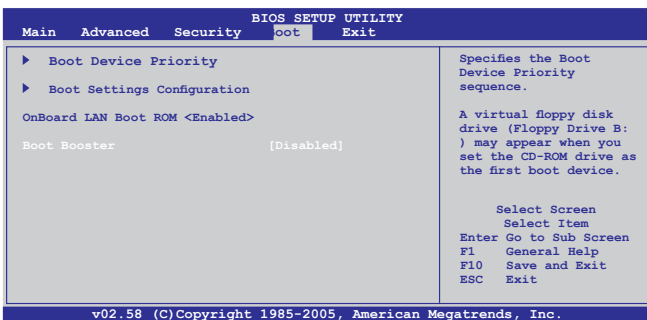 BIOS SETUP UTILITY
Main Advanced Security Boot Exit
Boot Device Priority
Boot Settings Configuration
OnBoard LAN Boot ROM <Enabled>
Boot Booster [Disabled]
Specifies the Boot
Device Priority
sequence.
A virtual floppy disk
drive (Floppy Drive B:
) may appear when you
set the CD-ROM drive as
the first boot device.
Select Screen
Select Item
Enter Go to Sub Screen
F1 General Help
F10 Save and Exit
ESC Exit
v02.58 (C)Copyright 1985-2005, American Megatrends, Inc.